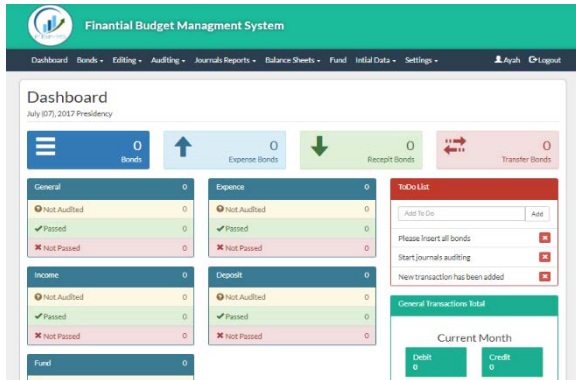 Finantial Budget Managment System
Dashboard Bonds Editing Auditing Journals Reports Balance Sheets Fund Intial Data Settings Ayah Logout
Dashboard
July (07), 2017 Presidency
0
Bonds
0
Expense Bonds
0
Recepit Bonds
0
Transfer Bonds
General 0
Not Audited 0
Passed 0
Not Passed 0
Expence 0
Not Audited 0
Passed 0
Not Passed 0
ToDo List
Add To Do Add
Please insert all bonds
Start journals auditing
New transaction has been added
Income 0
Not Audited 0
Passed 0
Not Passed 0
Deposit 0
Not Audited 0
Passed 0
Not Passed 0
General Transactions Total
Current Month
Debit
0
Credit
0
Fund 0